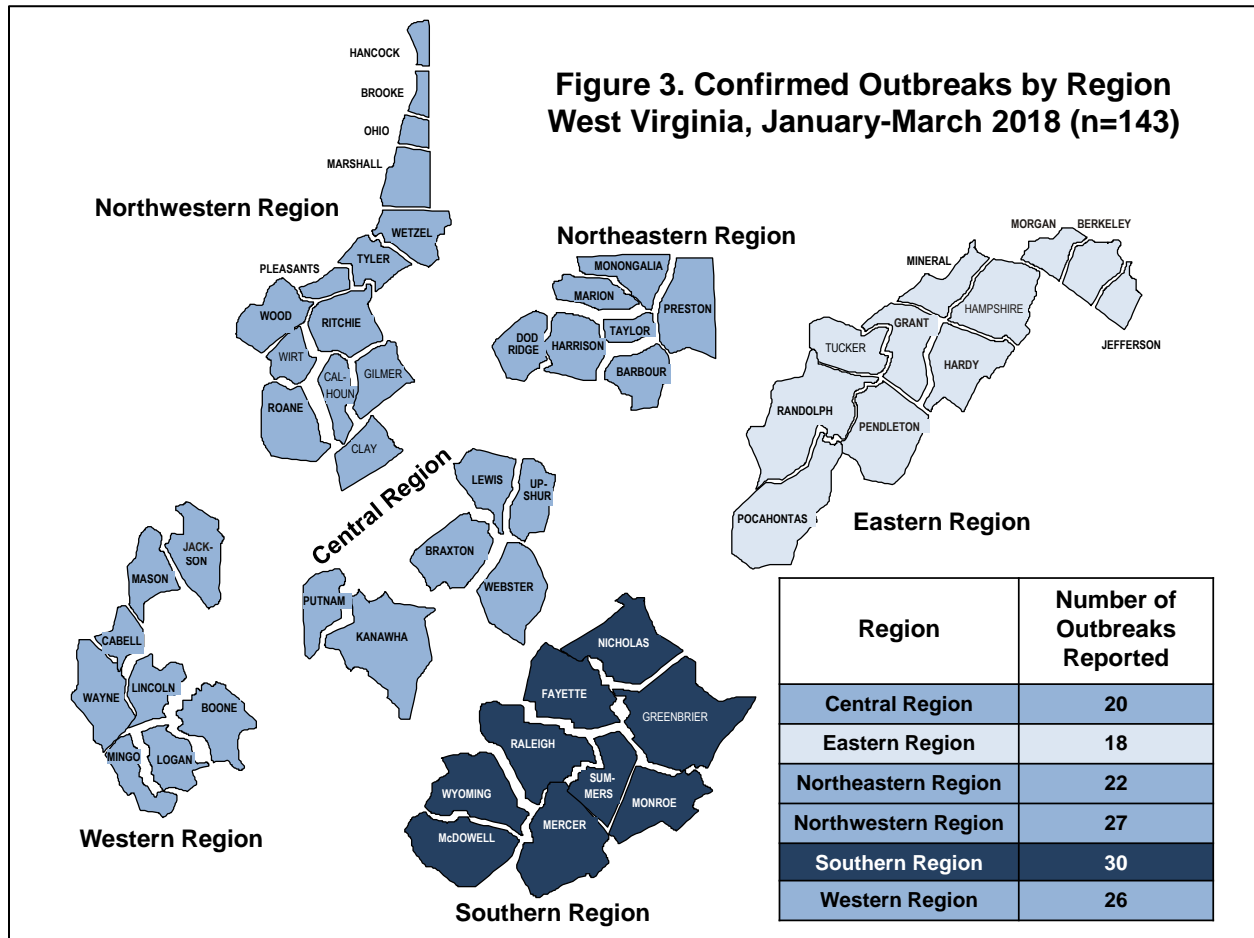 Figure 3. Confirmed Outbreaks by Region
West Virginia, January-March 2018 (n=143)
HANCOCK
BROOKE
OHIO
MARSHALL
Northwestern Region
WETZEL
TYLER
PLEASANTS
WOOD
RITCHIE
WIRT
CAL-
HOUN
GILMER
ROANE
CLAY
Northeastern Region
MONONGALIA
MARION
PRESTON
TAYLOR
DOD
RIDGE
HARRISON
BARBOUR
MORGAN
BERKELEY
MINERAL
HAMPSHIRE
GRANT
JEFFERSON
TUCKER
HARDY
RANDOLPH
PENDLETON
POCAHONTAS
Eastern Region
Central Region
LEWIS
UP-
SHUR
BRAXTON
WEBSTER
PUTNAM
KANAWHA
JACK-
SON
MASON
CABELL
LINCOLN
WAYNE
BOONE
MINGO
LOGAN
Western Region
NICHOLAS
FAYETTE
GREENBRIER
RALEIGH
SUM-
MERS
WYOMING
MONROE
MERCER
McDOWELL
Southern Region
Region
Number of
Outbreaks
Reported
Central Region 20
Eastern Region 18
Northeastern Region 22
Northwestern Region 27
Southern Region 30
Western Region 26